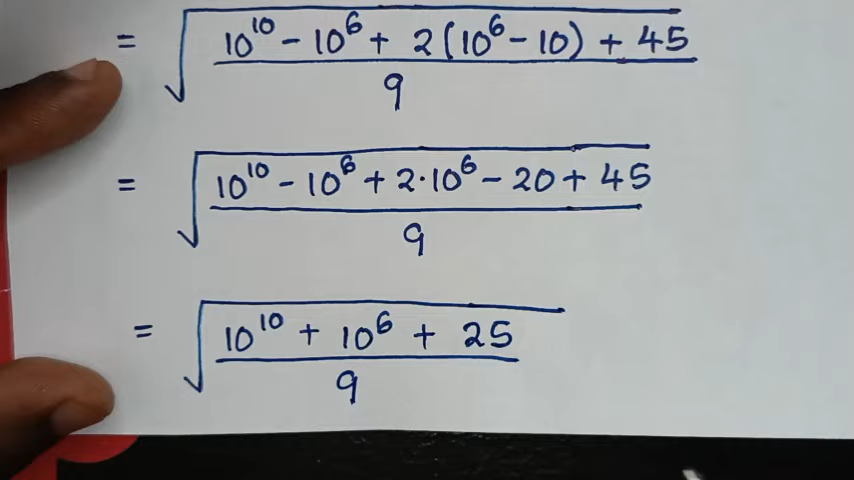 = √((10¹⁰ − 10⁶ + 2(10⁶ − 10) + 45)/9)
= √((10¹⁰ − 10⁶ + 2·10⁶ − 20 + 45)/9)
= √((10¹⁰ + 10⁶ + 25)/9)